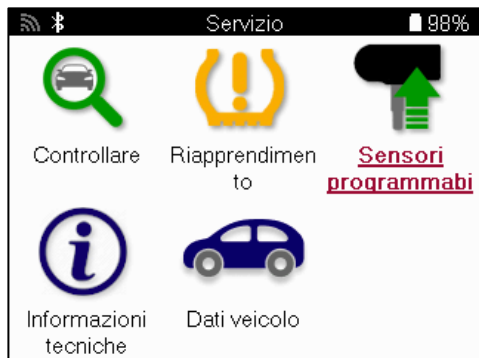 Servizio 98%
Controllare Riapprendimen Sensori
to programmabi
Informazioni Dati veicolo
tecniche